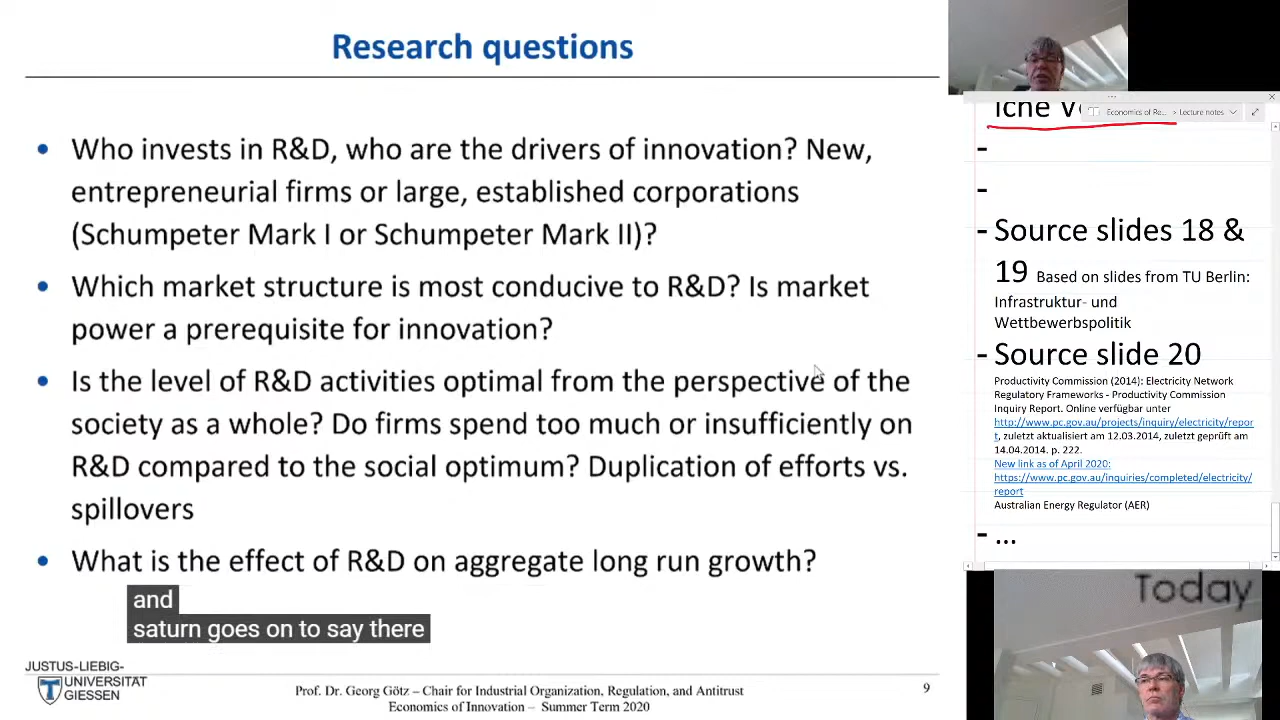 Research questions
• Who invests in R&D, who are the drivers of innovation? New,
entrepreneurial firms or large, established corporations
(Schumpeter Mark I or Schumpeter Mark II)?
• Which market structure is most conducive to R&D? Is market
power a prerequisite for innovation?
• Is the level of R&D activities optimal from the perspective of the
society as a whole? Do firms spend too much or insufficiently on
R&D compared to the social optimum? Duplication of efforts vs.
spillovers
• What is the effect of R&D on aggregate long run growth?
and
saturn goes on to say there
JUSTUS-LIEBIG-
UNIVERSITAT
GIESSEN
Prof. Dr. Georg Götz – Chair for Industrial Organization, Regulation, and Antitrust
Economics of Innovation – Summer Term 2020
9
Economics of Re... > Lecture notes
-
-
- Source slides 18 &
19 Based on slides from TU Berlin:
Infrastruktur- und
Wettbewerbspolitik
- Source slide 20
Productivity Commission (2014): Electricity Network
Regulatory Frameworks - Productivity Commission
Inquiry Report. Online verfügbar unter
http://www.pc.gov.au/projects/inquiry/electricity/repor
t, zuletzt aktualisiert am 12.03.2014, zuletzt geprüft am
14.04.2014. p. 222.
New link as of April 2020:
https://www.pc.gov.au/inquiries/completed/electricity/
report
Australian Energy Regulator (AER)
- ...
Today